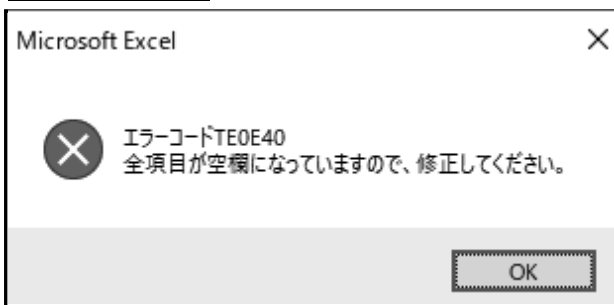 Microsoft Excel
エラーコードTE0E40
全項目が空欄になっていますので、修正してください。
OK